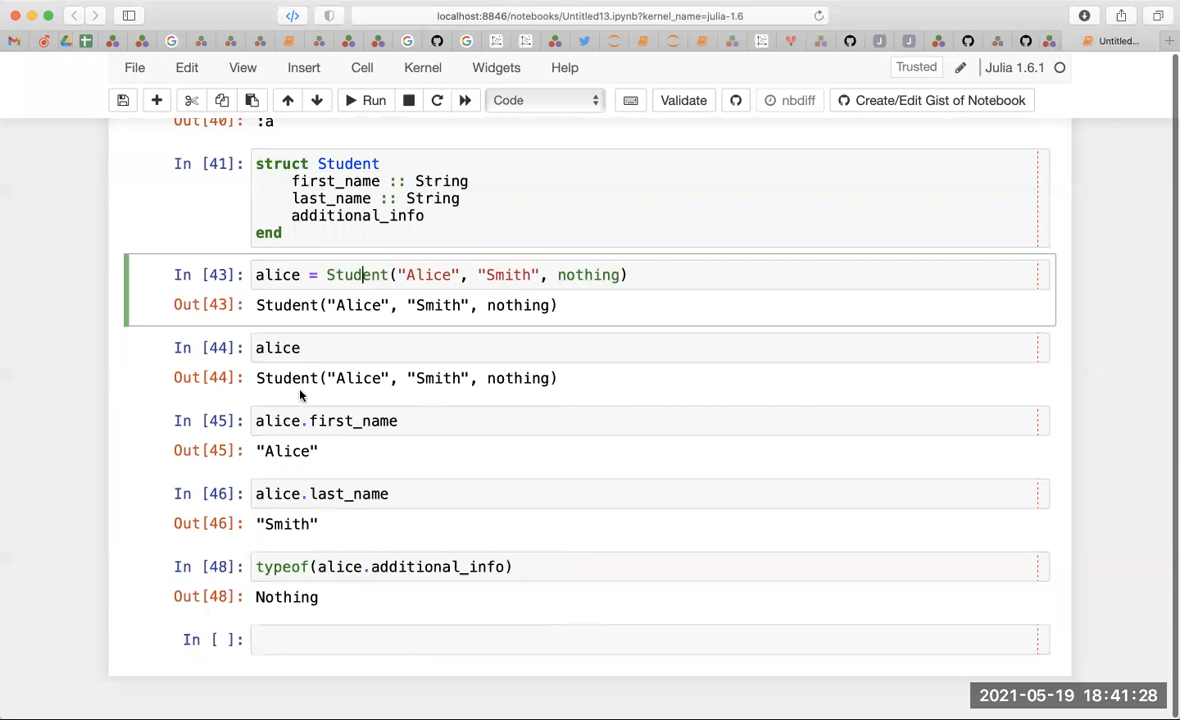 localhost:8846/notebooks/Untitled13.ipynb?kernel_name=julia-1.6
Untitled...
File Edit View Insert Cell Kernel Widgets Help Trusted Julia 1.6.1
Run Code Validate nbdiff Create/Edit Gist of Notebook
Out[40]: :a
In [41]: struct Student
first_name :: String
last_name :: String
additional_info
end
In [43]: alice = Student("Alice", "Smith", nothing)
Out[43]: Student("Alice", "Smith", nothing)
In [44]: alice
Out[44]: Student("Alice", "Smith", nothing)
In [45]: alice.first_name
Out[45]: "Alice"
In [46]: alice.last_name
Out[46]: "Smith"
In [48]: typeof(alice.additional_info)
Out[48]: Nothing
In [ ]:
2021-05-19 18:41:28